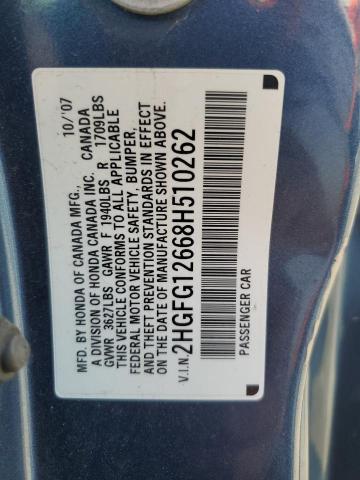 MFD. BY HONDA OF CANADA MFG., 10/'07
A DIVISION OF HONDA CANADA INC. CANADA
GVWR 3627LBS GAWR F 1940LBS R 1709LBS
THIS VEHICLE CONFORMS TO ALL APPLICABLE
FEDERAL MOTOR VEHICLE SAFETY, BUMPER,
AND THEFT PREVENTION STANDARDS IN EFFECT
ON THE DATE OF MANUFACTURE SHOWN ABOVE.
V.I.N. 2HGFG12668H510262
PASSENGER CAR